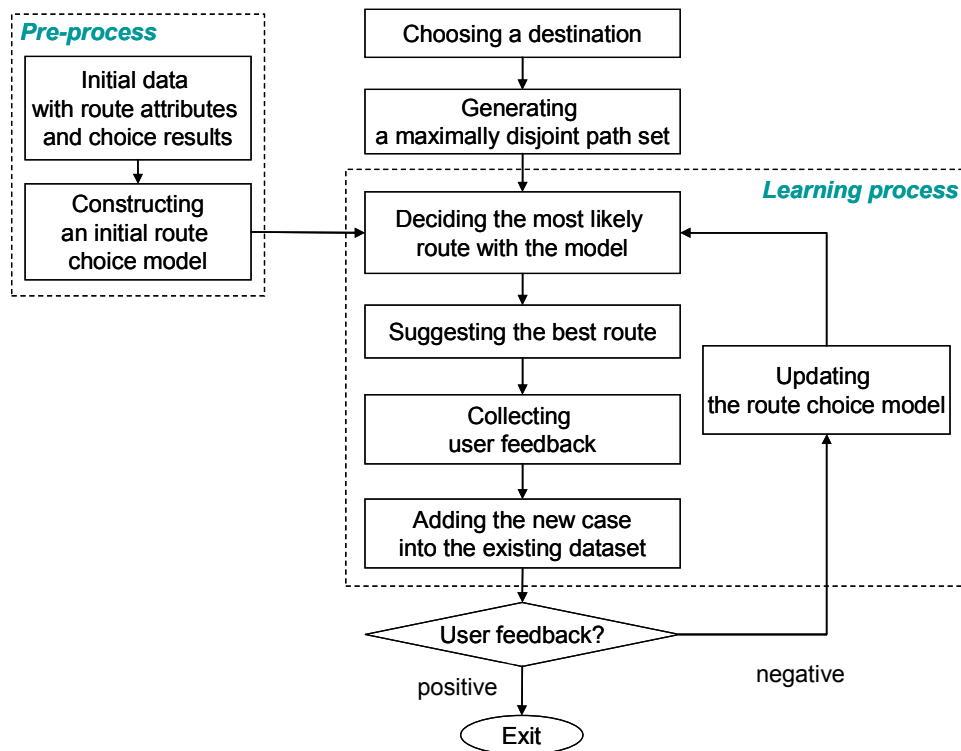 Pre-process
Initial data
with route attributes
and choice results
Constructing
an initial route
choice model
Choosing a destination
Generating
a maximally disjoint path set
Learning process
Deciding the most likely
route with the model
Suggesting the best route
Collecting
user feedback
Adding the new case
into the existing dataset
Updating
the route choice model
User feedback?
negative
positive
Exit